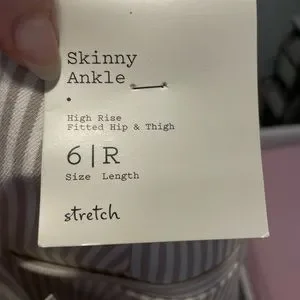 Skinny
Ankle
•
High Rise
Fitted Hip & Thigh
6|R
Size Length
stretch